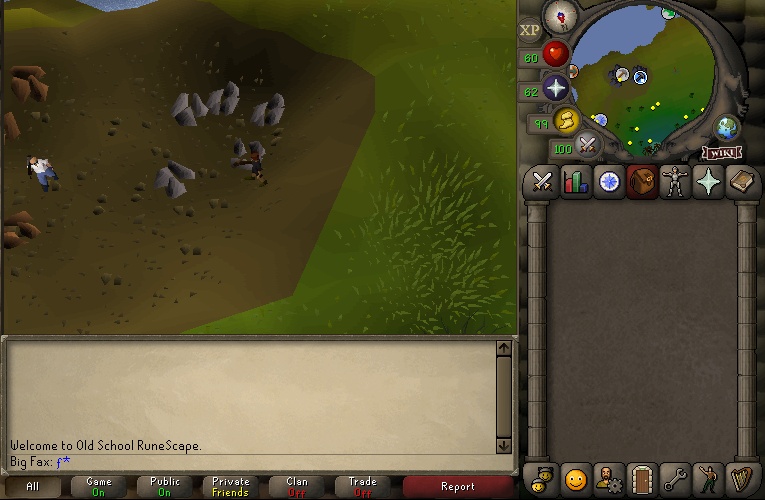 XP
60
62
99
100
WIKI
Welcome to Old School RuneScape.
Big Fax: f*
All
Game
On
Public
On
Private
Friends
Clan
Off
Trade
Off
Report